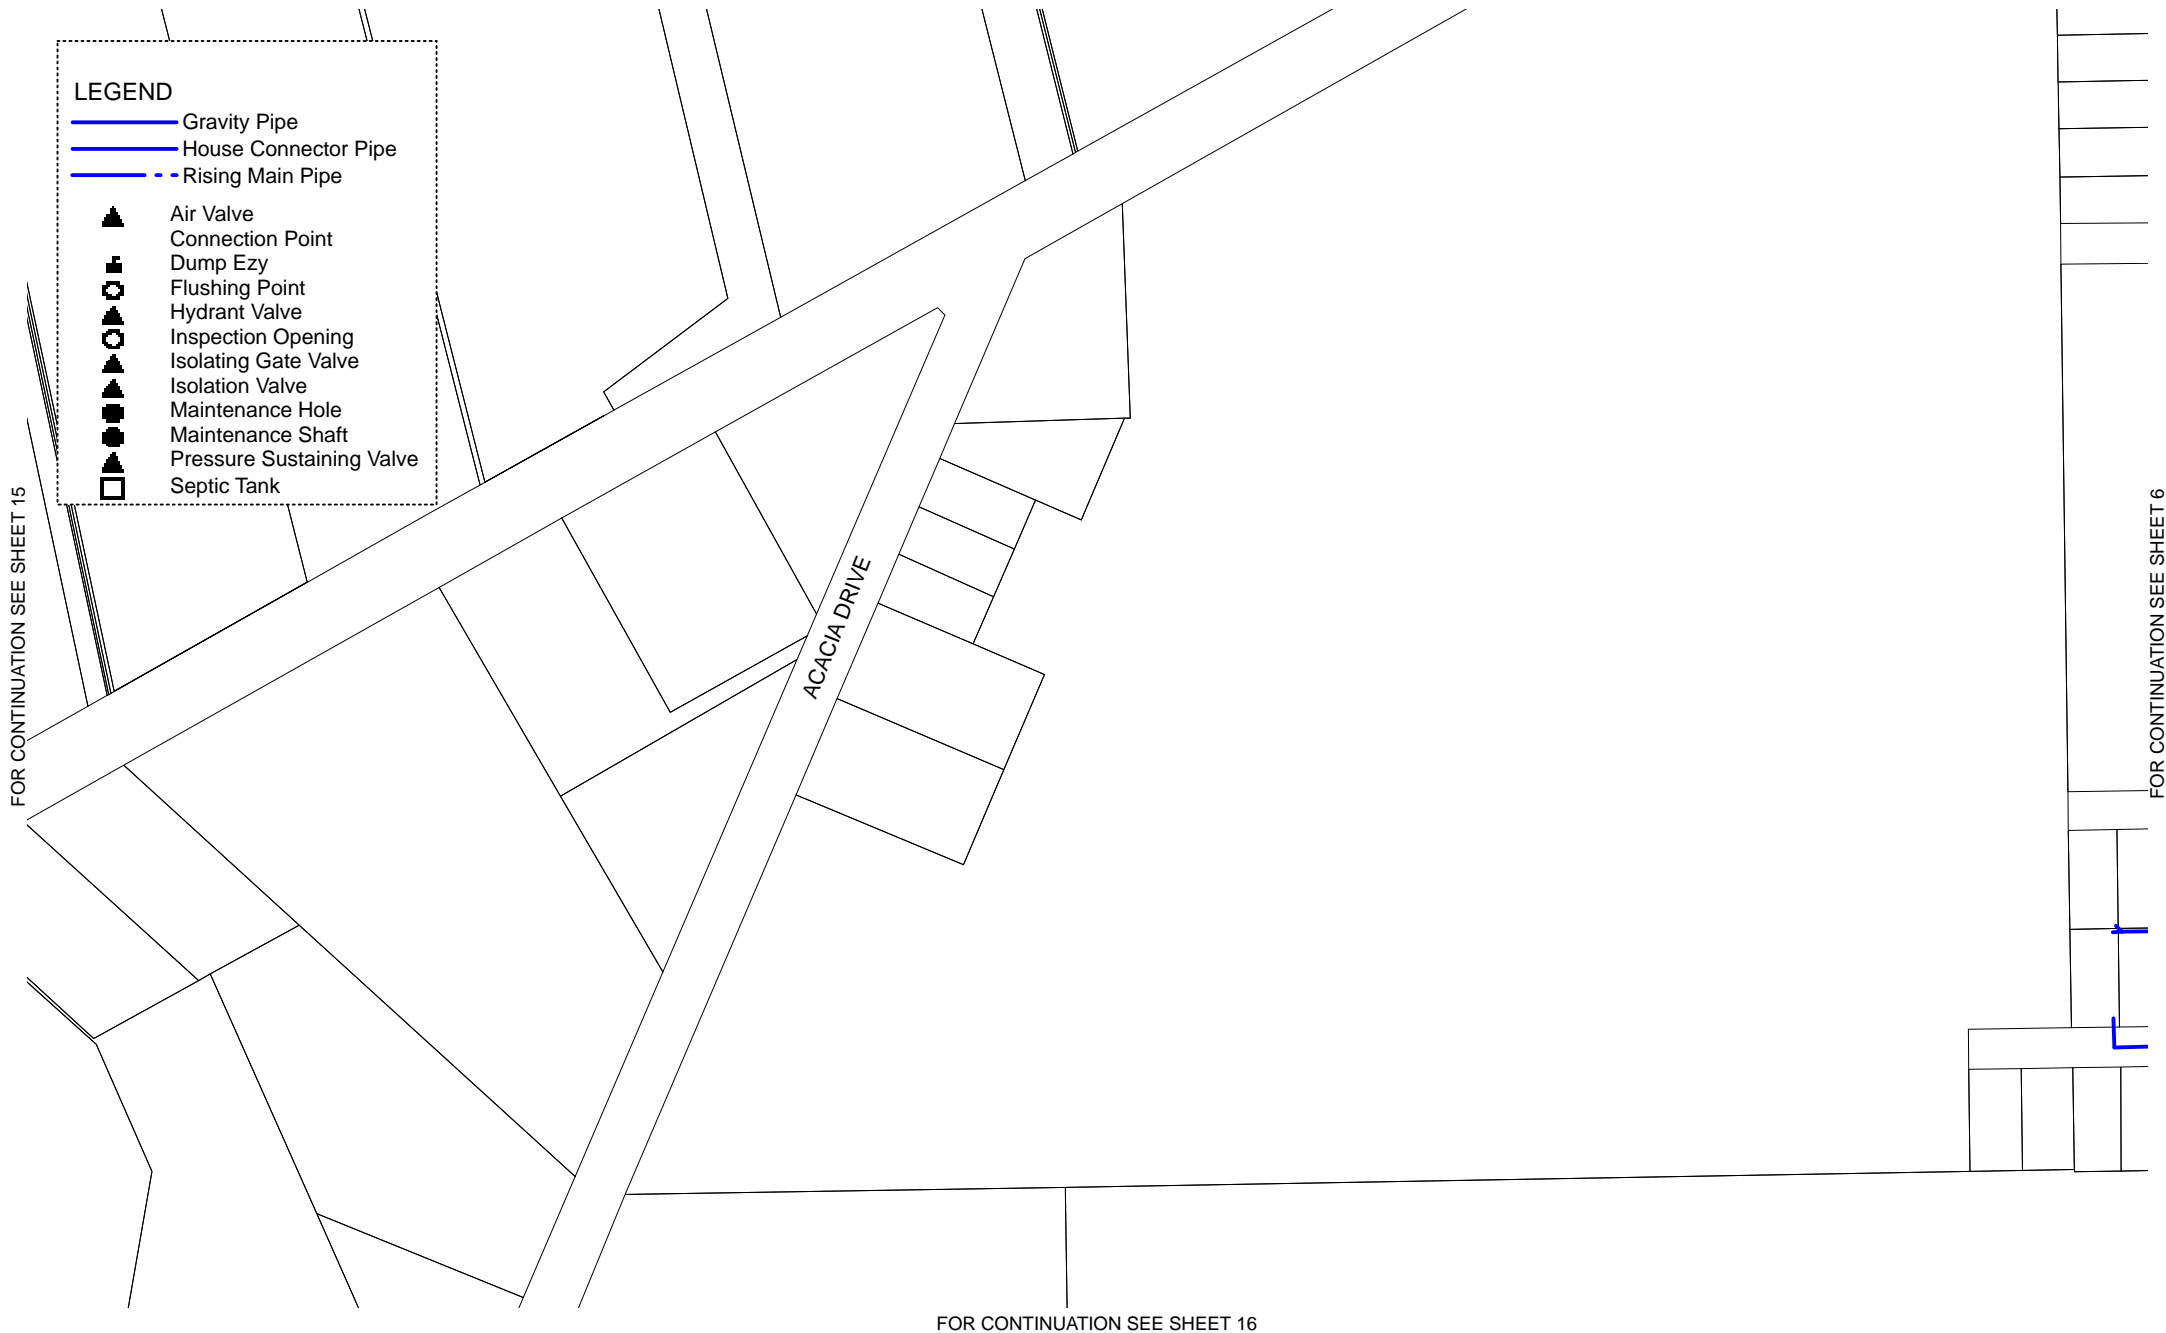 LEGEND
Gravity Pipe
House Connector Pipe
Rising Main Pipe
Air Valve
Connection Point
Dump Ezy
Flushing Point
Hydrant Valve
Inspection Opening
Isolating Gate Valve
Isolation Valve
Maintenance Hole
Maintenance Shaft
Pressure Sustaining Valve
Septic Tank
FOR CONTINUATION SEE SHEET 15
ACACIA DRIVE
FOR CONTINUATION SEE SHEET 6
FOR CONTINUATION SEE SHEET 16